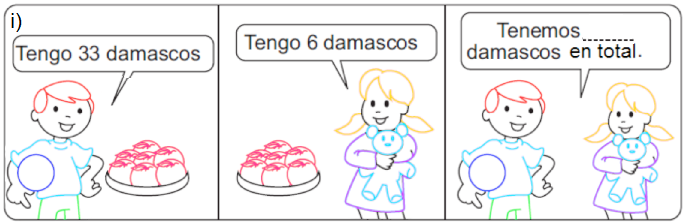 i)
Tengo 33 damascos
Tengo 6 damascos
Tenemos ........
damascos en total.